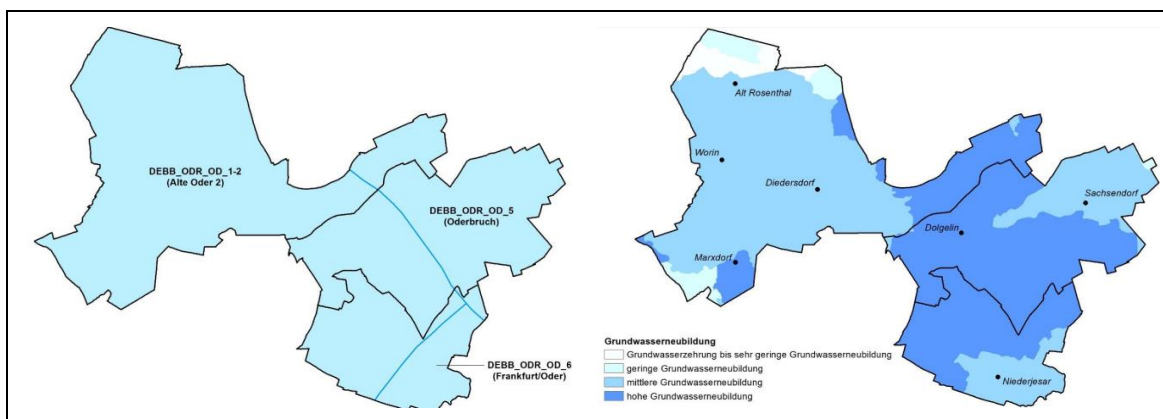 DEBB_ODR_OD_1-2
(Alte Oder 2)
DEBB_ODR_OD_5
(Oderbruch)
DEBB_ODR_OD_6
(Frankfurt/Oder)
Alt Rosenthal
Worin
Diedersdorf
Sachsendorf
Dolgelin
Marxdorf
Niederjesar
Grundwasserneubildung
Grundwasserzehrung bis sehr geringe Grundwasserneubildung
geringe Grundwasserneubildung
mittlere Grundwasserneubildung
hohe Grundwasserneubildung